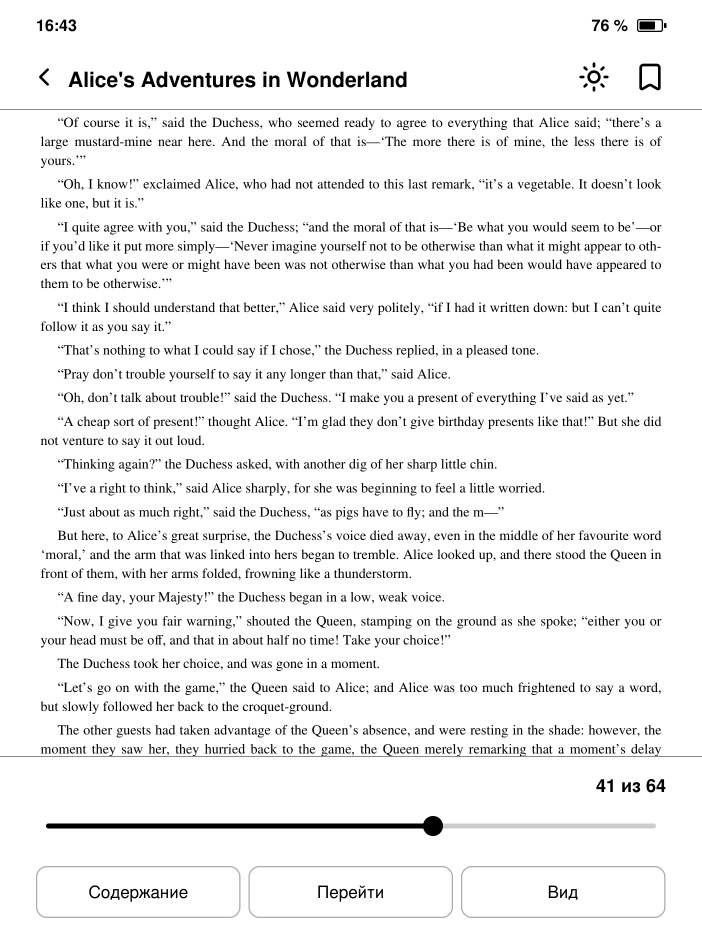 16:43
76 %
Alice's Adventures in Wonderland
“Of course it is,” said the Duchess, who seemed ready to agree to everything that Alice said; “there’s a
large mustard-mine near here. And the moral of that is—‘The more there is of mine, the less there is of
yours.’”
“Oh, I know!” exclaimed Alice, who had not attended to this last remark, “it’s a vegetable. It doesn’t look
like one, but it is.”
“I quite agree with you,” said the Duchess; “and the moral of that is—‘Be what you would seem to be’—or
if you’d like it put more simply—‘Never imagine yourself not to be otherwise than what it might appear to oth-
ers that what you were or might have been was not otherwise than what you had been would have appeared to
them to be otherwise.’”
“I think I should understand that better,” Alice said very politely, “if I had it written down: but I can’t quite
follow it as you say it.”
“That’s nothing to what I could say if I chose,” the Duchess replied, in a pleased tone.
“Pray don’t trouble yourself to say it any longer than that,” said Alice.
“Oh, don’t talk about trouble!” said the Duchess. “I make you a present of everything I’ve said as yet.”
“A cheap sort of present!” thought Alice. “I’m glad they don’t give birthday presents like that!” But she did
not venture to say it out loud.
“Thinking again?” the Duchess asked, with another dig of her sharp little chin.
“I’ve a right to think,” said Alice sharply, for she was beginning to feel a little worried.
“Just about as much right,” said the Duchess, “as pigs have to fly; and the m—”
But here, to Alice’s great surprise, the Duchess’s voice died away, even in the middle of her favourite word
‘moral,’ and the arm that was linked into hers began to tremble. Alice looked up, and there stood the Queen in
front of them, with her arms folded, frowning like a thunderstorm.
“A fine day, your Majesty!” the Duchess began in a low, weak voice.
“Now, I give you fair warning,” shouted the Queen, stamping on the ground as she spoke; “either you or
your head must be off, and that in about half no time! Take your choice!”
The Duchess took her choice, and was gone in a moment.
“Let’s go on with the game,” the Queen said to Alice; and Alice was too much frightened to say a word,
but slowly followed her back to the croquet-ground.
The other guests had taken advantage of the Queen’s absence, and were resting in the shade: however, the
moment they saw her, they hurried back to the game, the Queen merely remarking that a moment’s delay
41 из 64
Содержание
Перейти
Вид